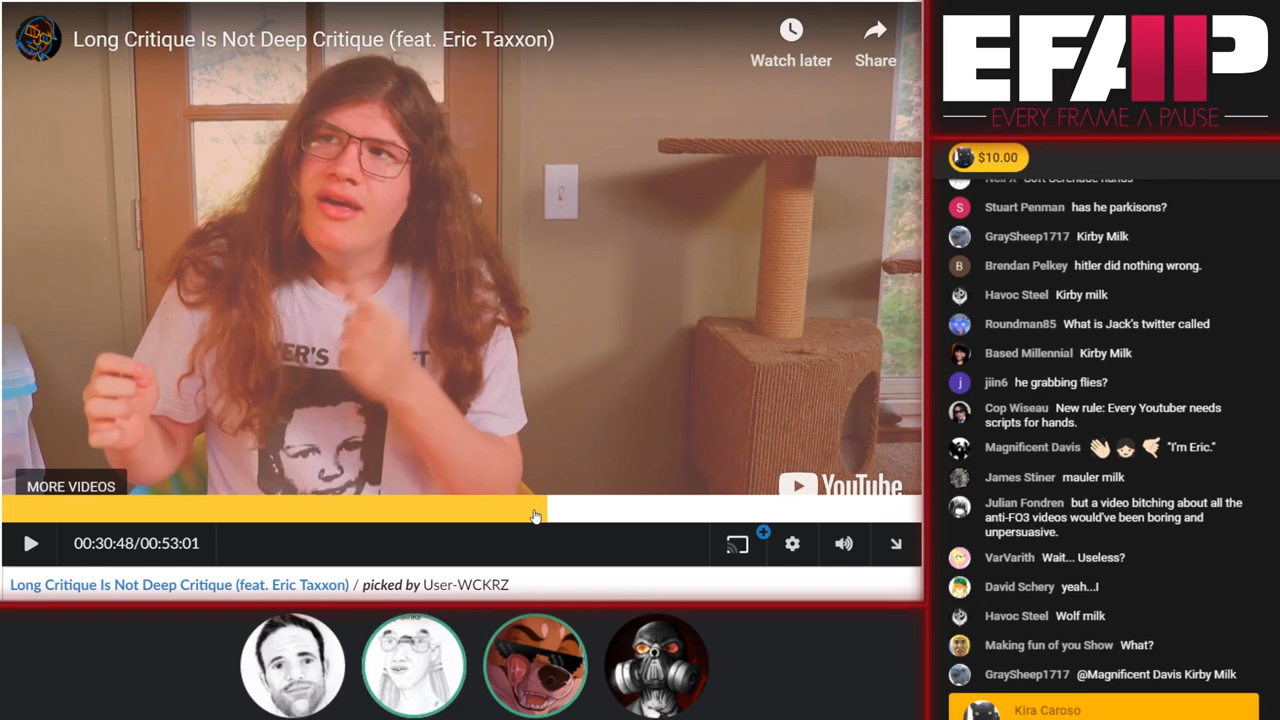 Long Critique Is Not Deep Critique (feat. Eric Taxxon)
Watch later
Share
MORE VIDEOS
YouTube
00:30:48/00:53:01
Long Critique Is Not Deep Critique (feat. Eric Taxxon) / picked by User-WCKRZ
EFAP
EVERY FRAME A PAUSE
$10.00
Stuart Penman has he parkisons?
GraySheep1717 Kirby Milk
Brendan Pelkey hitler did nothing wrong.
Havoc Steel Kirby milk
Roundman85 What is Jack's twitter called
Based Millennial Kirby Milk
jiin6 he grabbing flies?
Cop Wiseau New rule: Every Youtuber needs
scripts for hands.
Magnificent Davis 👋🏻 👧🏻 🤙🏻 "I'm Eric."
James Stiner mauler milk
Julian Fondren but a video bitching about all the
anti-FO3 videos would've been boring and
unpersuasive.
VarVarith Wait... Useless?
David Schery yeah...I
Havoc Steel Wolf milk
Making fun of you Show What?
GraySheep1717 @Magnificent Davis Kirby Milk
Kira Caroso